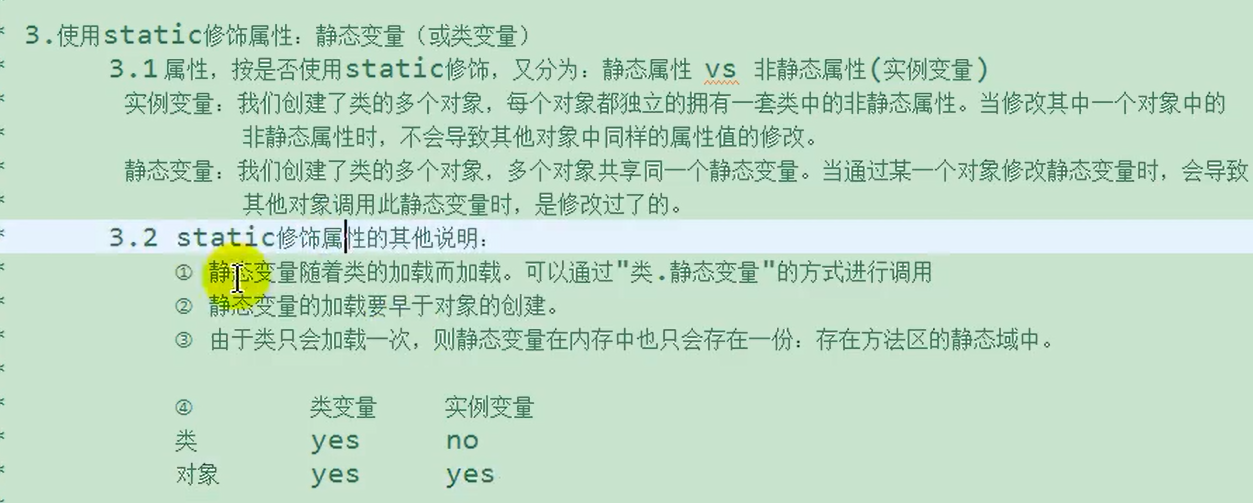 * 3.使用static修饰属性：静态变量（或类变量）
* 3.1 属性，按是否使用static修饰，又分为：静态属性 vs 非静态属性(实例变量)
* 实例变量：我们创建了类的多个对象，每个对象都独立的拥有一套类中的非静态属性。当修改其中一个对象中的
* 非静态属性时，不会导致其他对象中同样的属性值的修改。
* 静态变量：我们创建了类的多个对象，多个对象共享同一个静态变量。当通过某一个对象修改静态变量时，会导致
* 其他对象调用此静态变量时，是修改过了的。
* 3.2 static修饰属性的其他说明：
* ① 静态变量随着类的加载而加载。可以通过"类.静态变量"的方式进行调用
* ② 静态变量的加载要早于对象的创建。
* ③ 由于类只会加载一次，则静态变量在内存中也只会存在一份：存在方法区的静态域中。
*
* ④ 类变量 实例变量
* 类 yes no
* 对象 yes yes